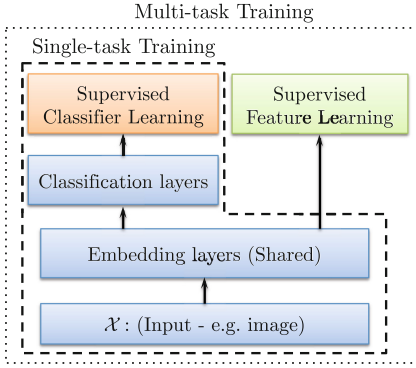 Multi-task Training
Single-task Training
Supervised
Classifier Learning
Supervised
Feature Learning
Classification layers
Embedding layers (Shared)
𝒳 : (Input - e.g. image)